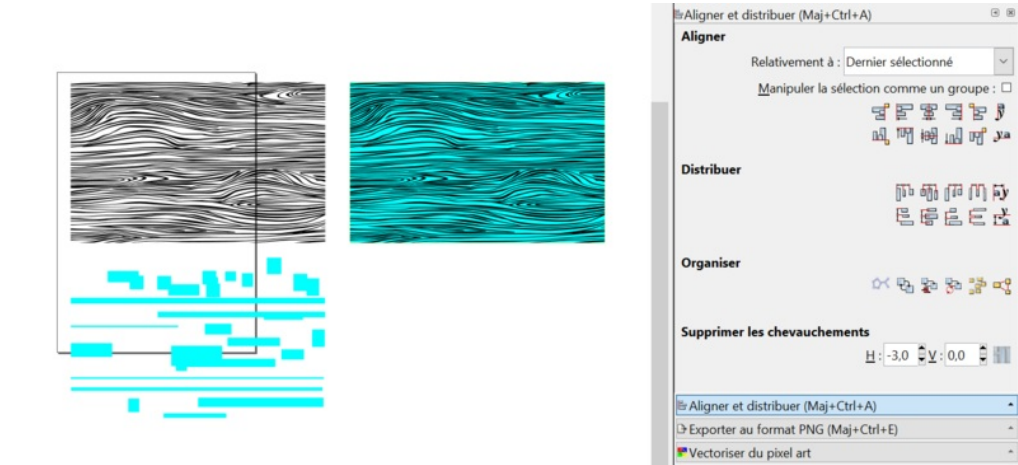 Aligner et distribuer (Maj+Ctrl+A)
Aligner
Relativement à : Dernier sélectionné
Manipuler la sélection comme un groupe :
Distribuer
Organiser
Supprimer les chevauchements
H : -3,0 V : 0,0
Aligner et distribuer (Maj+Ctrl+A)
Exporter au format PNG (Maj+Ctrl+E)
Vectoriser du pixel art